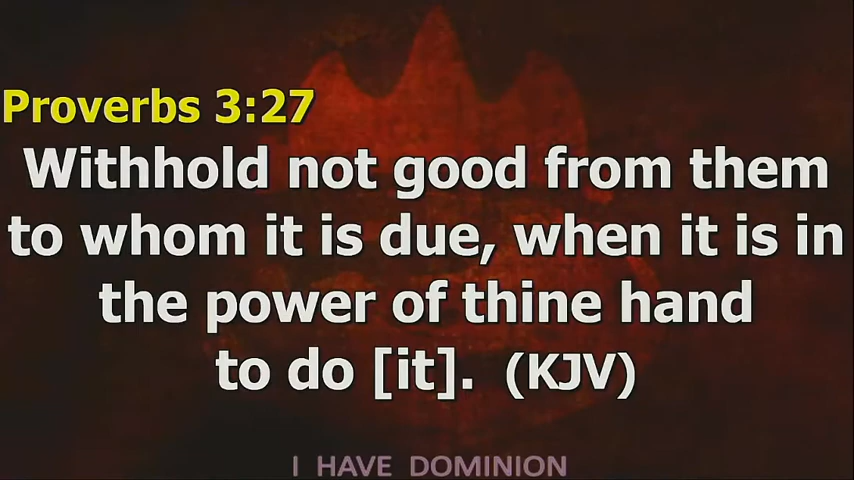 Proverbs 3:27
Withhold not good from them
to whom it is due, when it is in
the power of thine hand
to do [it]. (KJV)
I HAVE DOMINION